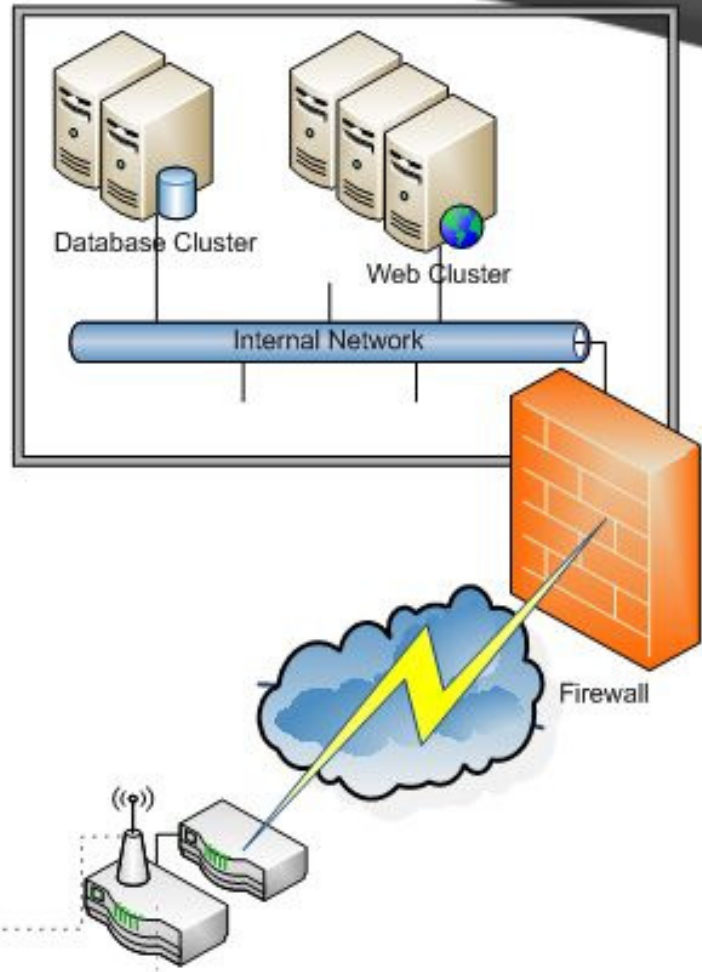 Database Cluster
Web Cluster
Internal Network
Firewall